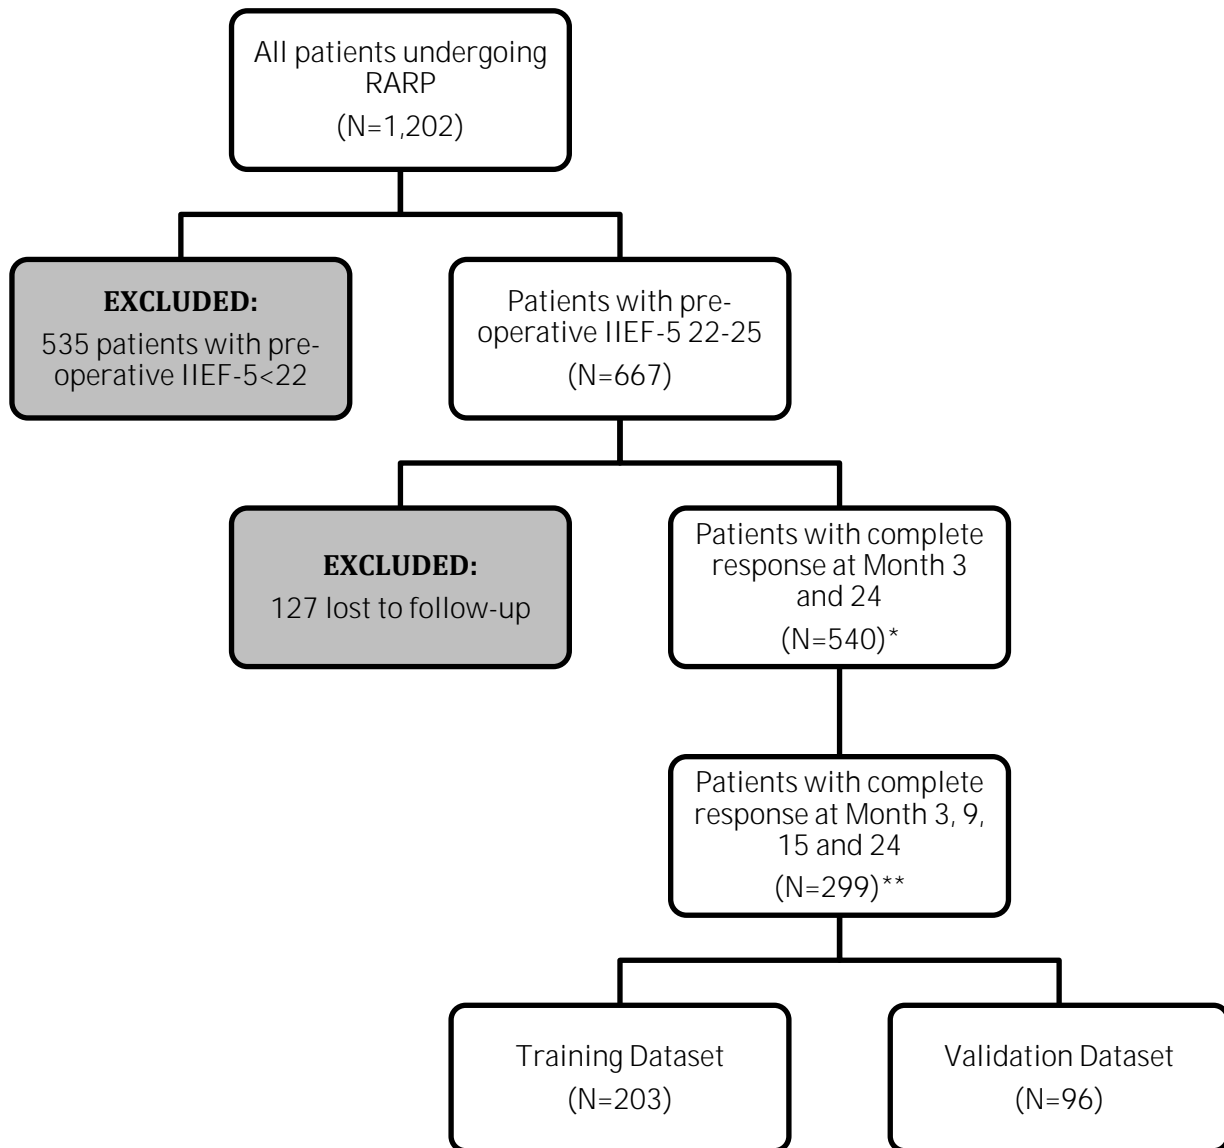 All patients undergoing
RARP
(N=1,202)
EXCLUDED:
535 patients with pre-
operative IIEF-5<22
Patients with pre-
operative IIEF-5 22-25
(N=667)
EXCLUDED:
127 lost to follow-up
Patients with complete
response at Month 3
and 24
(N=540)*
Patients with complete
response at Month 3, 9,
15 and 24
(N=299)**
Training Dataset
(N=203)
Validation Dataset
(N=96)